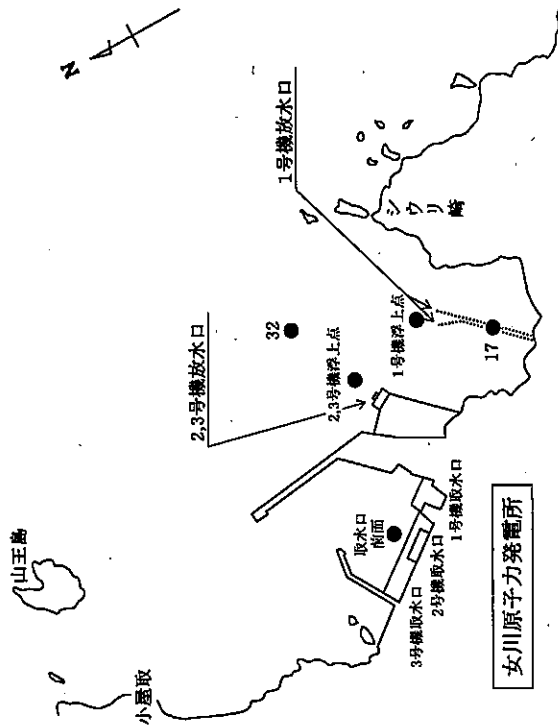 N
山王島
小屋取
2,3号機放水口
1号機放水口
32
2,3号機浮上点
1号機浮上点
17
シウリ崎
取水口
前面
1号機取水口
2号機取水口
3号機取水口
女川原子力発電所